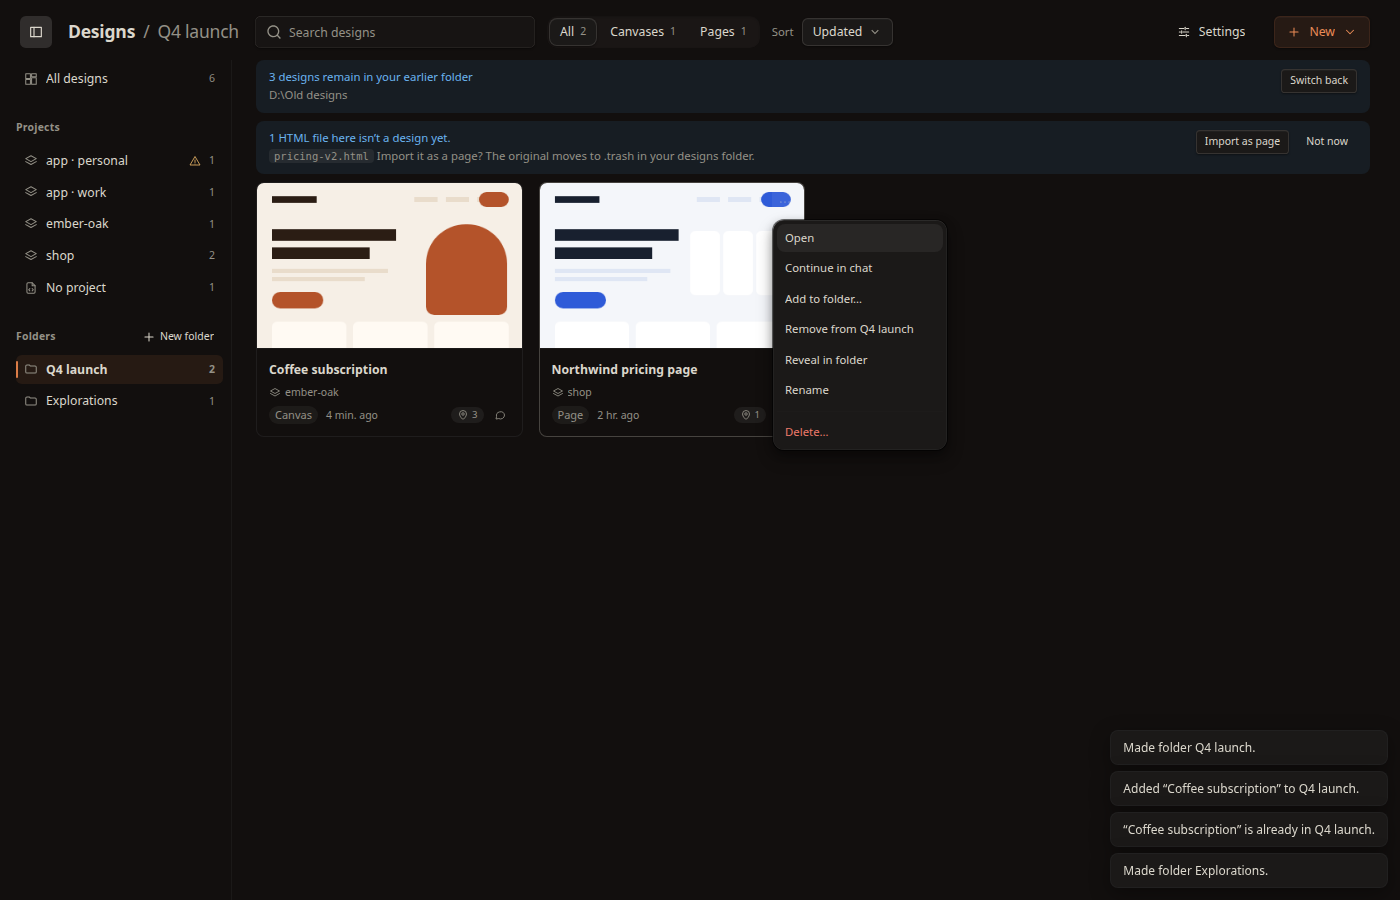 Designs / Q4 launch
Search designs
All 2
Canvases 1
Pages 1
Sort
Updated
Settings
New
All designs 6
Projects
app · personal 1
app · work 1
ember-oak 1
shop 2
No project 1
Folders
New folder
Q4 launch 2
Explorations 1
3 designs remain in your earlier folder
D:\Old designs
Switch back
1 HTML file here isn’t a design yet.
pricing-v2.html Import it as a page? The original moves to .trash in your designs folder.
Import as page
Not now
Coffee subscription
ember-oak
Canvas 4 min. ago 3
Northwind pricing page
shop
Page 2 hr. ago 1
Open
Continue in chat
Add to folder...
Remove from Q4 launch
Reveal in folder
Rename
Delete...
Made folder Q4 launch.
Added “Coffee subscription” to Q4 launch.
“Coffee subscription” is already in Q4 launch.
Made folder Explorations.